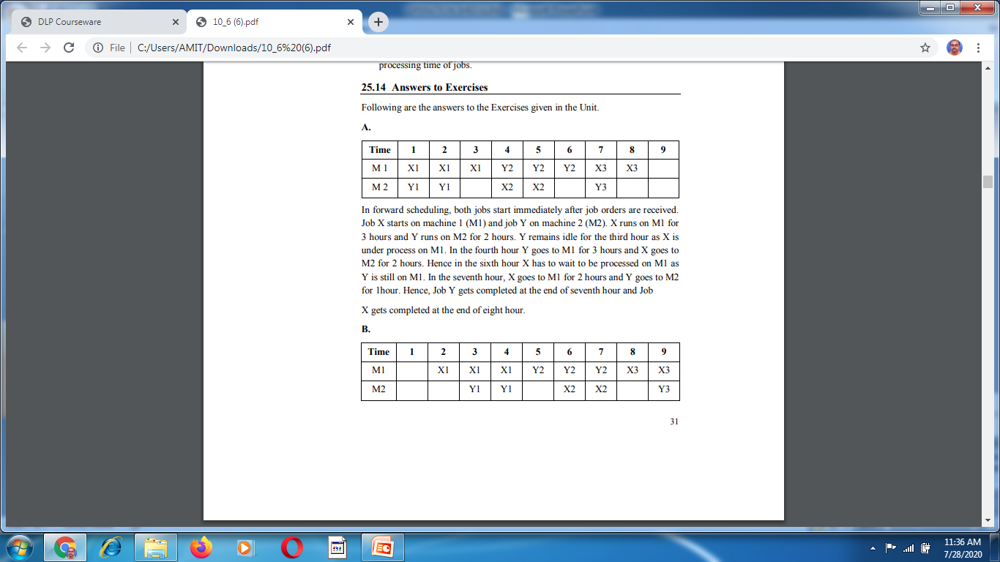 DLP Courseware
10_6 (6).pdf
File
C:/Users/AMIT/Downloads/10_6%20(6).pdf
processing time of jobs.
25.14 Answers to Exercises
Following are the answers to the Exercises given in the Unit.
A.
Time 1 2 3 4 5 6 7 8 9
M 1 X1 X1 X1 Y2 Y2 Y2 X3 X3
M 2 Y1 Y1 X2 X2 Y3
In forward scheduling, both jobs start immediately after job orders are received.
Job X starts on machine 1 (M1) and job Y on machine 2 (M2). X runs on M1 for
3 hours and Y runs on M2 for 2 hours. Y remains idle for the third hour as X is
under process on M1. In the fourth hour Y goes to M1 for 3 hours and X goes to
M2 for 2 hours. Hence in the sixth hour X has to wait to be processed on M1 as
Y is still on M1. In the seventh hour, X goes to M1 for 2 hours and Y goes to M2
for 1hour. Hence, Job Y gets completed at the end of seventh hour and Job
X gets completed at the end of eight hour.
B.
Time 1 2 3 4 5 6 7 8 9
M1 X1 X1 X1 Y2 Y2 Y2 X3 X3
M2 Y1 Y1 X2 X2 Y3
31
11:36 AM
7/28/2020